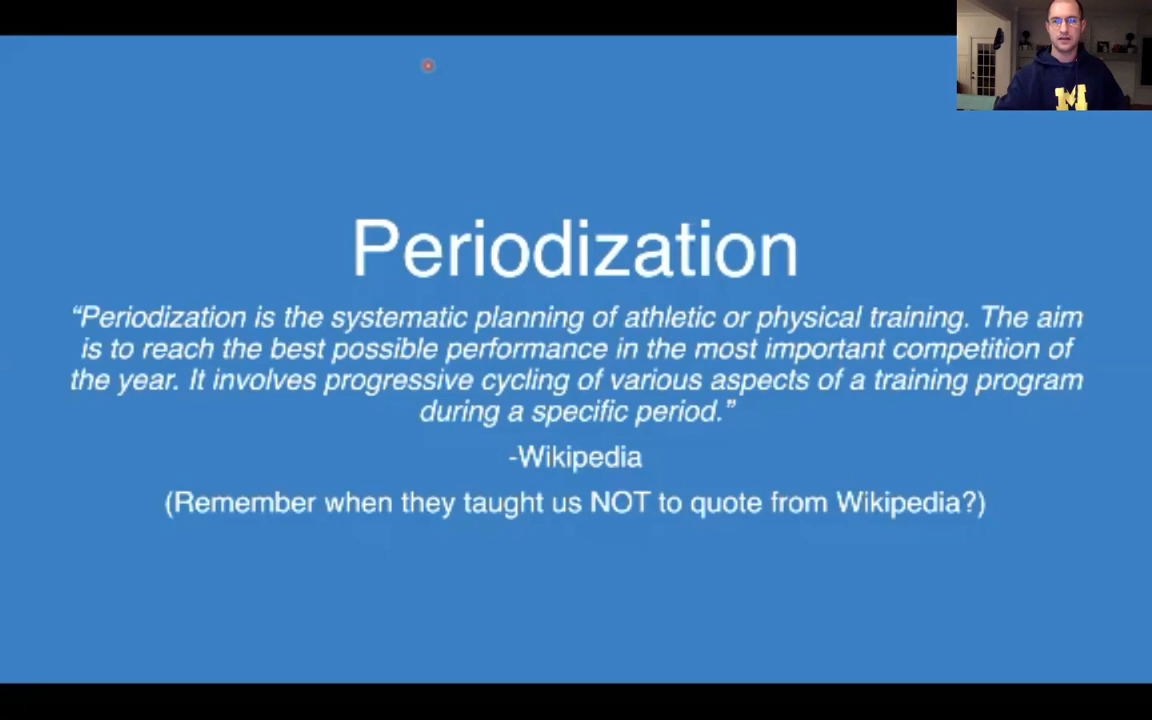 M
Periodization
“Periodization is the systematic planning of athletic or physical training. The aim
is to reach the best possible performance in the most important competition of
the year. It involves progressive cycling of various aspects of a training program
during a specific period.”
-Wikipedia
(Remember when they taught us NOT to quote from Wikipedia?)